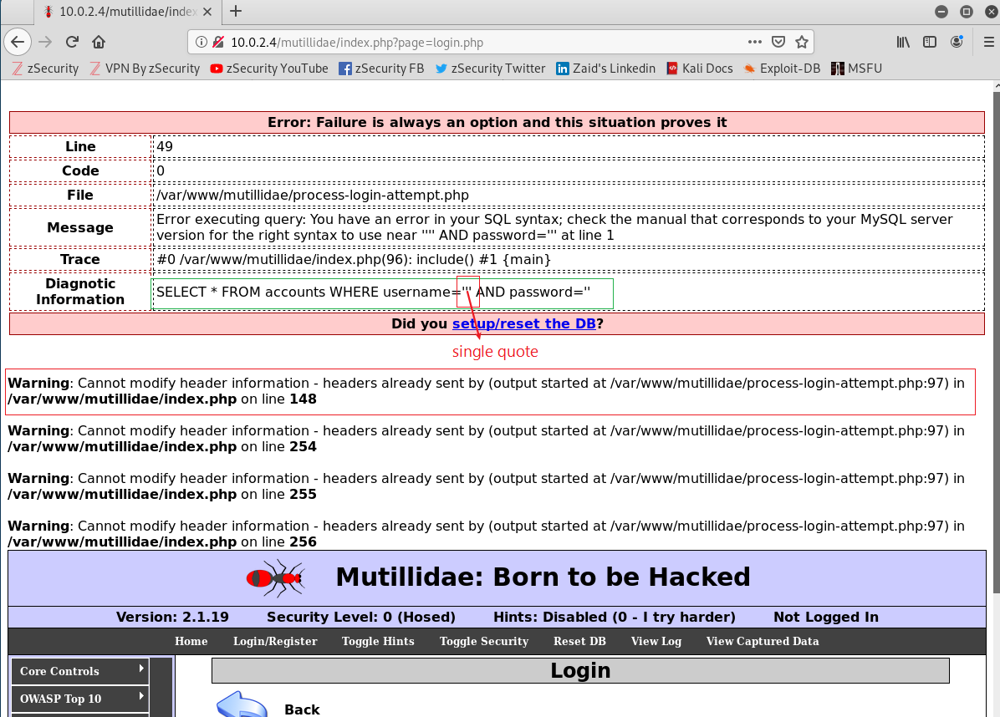 10.0.2.4/mutillidae/index
10.0.2.4/mutillidae/index.php?page=login.php
zSecurity VPN By zSecurity zSecurity YouTube zSecurity FB zSecurity Twitter Zaid's Linkedin Kali Docs Exploit-DB MSFU
Error: Failure is always an option and this situation proves it
Line 49
Code 0
File /var/www/mutillidae/process-login-attempt.php
Message Error executing query: You have an error in your SQL syntax; check the manual that corresponds to your MySQL server
version for the right syntax to use near '''' AND password=''' at line 1
Trace #0 /var/www/mutillidae/index.php(96): include() #1 {main}
Diagnotic
Information SELECT * FROM accounts WHERE username=''' AND password=''
Did you setup/reset the DB?
single quote
Warning: Cannot modify header information - headers already sent by (output started at /var/www/mutillidae/process-login-attempt.php:97) in
/var/www/mutillidae/index.php on line 148
Warning: Cannot modify header information - headers already sent by (output started at /var/www/mutillidae/process-login-attempt.php:97) in
/var/www/mutillidae/index.php on line 254
Warning: Cannot modify header information - headers already sent by (output started at /var/www/mutillidae/process-login-attempt.php:97) in
/var/www/mutillidae/index.php on line 255
Warning: Cannot modify header information - headers already sent by (output started at /var/www/mutillidae/process-login-attempt.php:97) in
/var/www/mutillidae/index.php on line 256
Mutillidae: Born to be Hacked
Version: 2.1.19 Security Level: 0 (Hosed) Hints: Disabled (0 - I try harder) Not Logged In
Home Login/Register Toggle Hints Toggle Security Reset DB View Log View Captured Data
Core Controls
Login
OWASP Top 10
Back